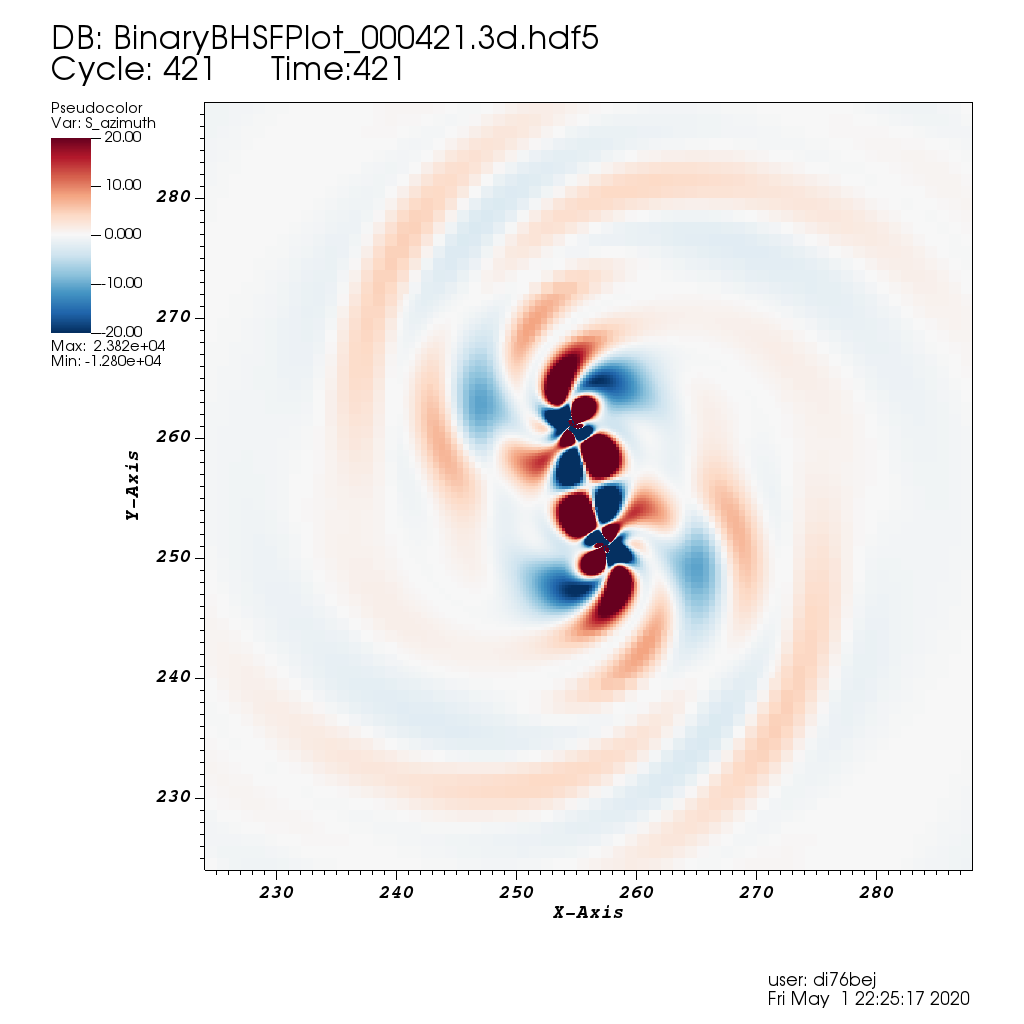 DB: BinaryBHSFPlot_000421.3d.hdf5
Cycle: 421 Time:421
Pseudocolor
Var: S_azimuth
20.00
10.00
0.000
-10.00
-20.00
Max: 2.382e+04
Min: -1.280e+04
280
270
260
250
240
230
Y-Axis
230 240 250 260 270 280
X-Axis
user: di76bej
Fri May 1 22:25:17 2020